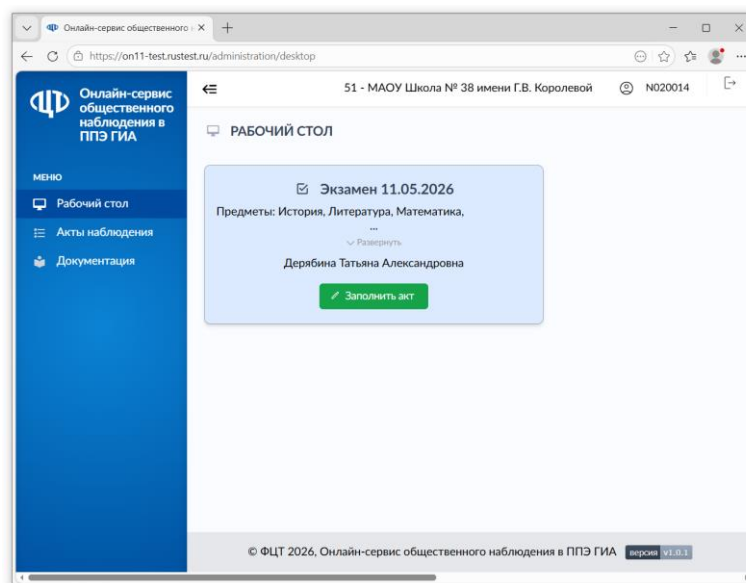 Онлайн-сервис общественного
https://on11-test.rustest.ru/administration/desktop
ФЦТ
Онлайн-сервис
общественного
наблюдения в
ППЭ ГИА
51 - МАОУ Школа № 38 имени Г.В. Королевой
N020014
МЕНЮ
Рабочий стол
Акты наблюдения
Документация
РАБОЧИЙ СТОЛ
Экзамен 11.05.2026
Предметы: История, Литература, Математика,
...
Развернуть
Дерябина Татьяна Александровна
Заполнить акт
© ФЦТ 2026, Онлайн-сервис общественного наблюдения в ППЭ ГИА версия v1.0.1